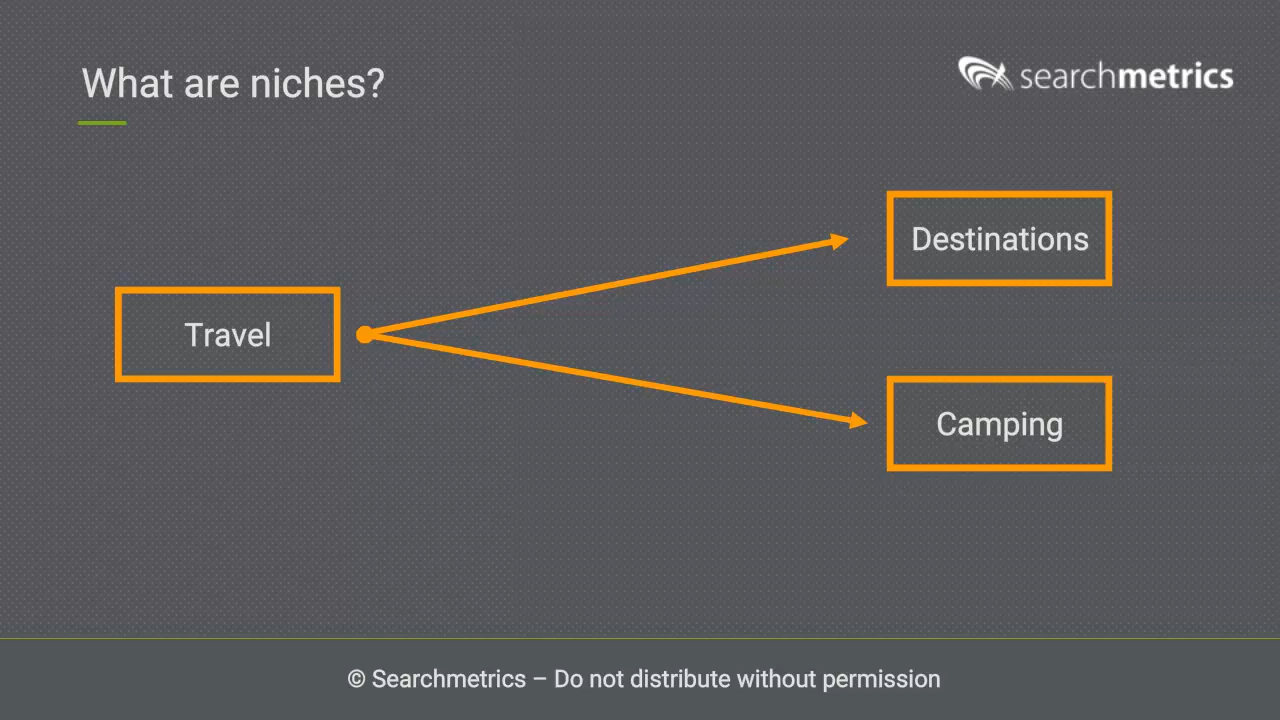 What are niches?
searchmetrics
Destinations
Travel
Camping
© Searchmetrics – Do not distribute without permission